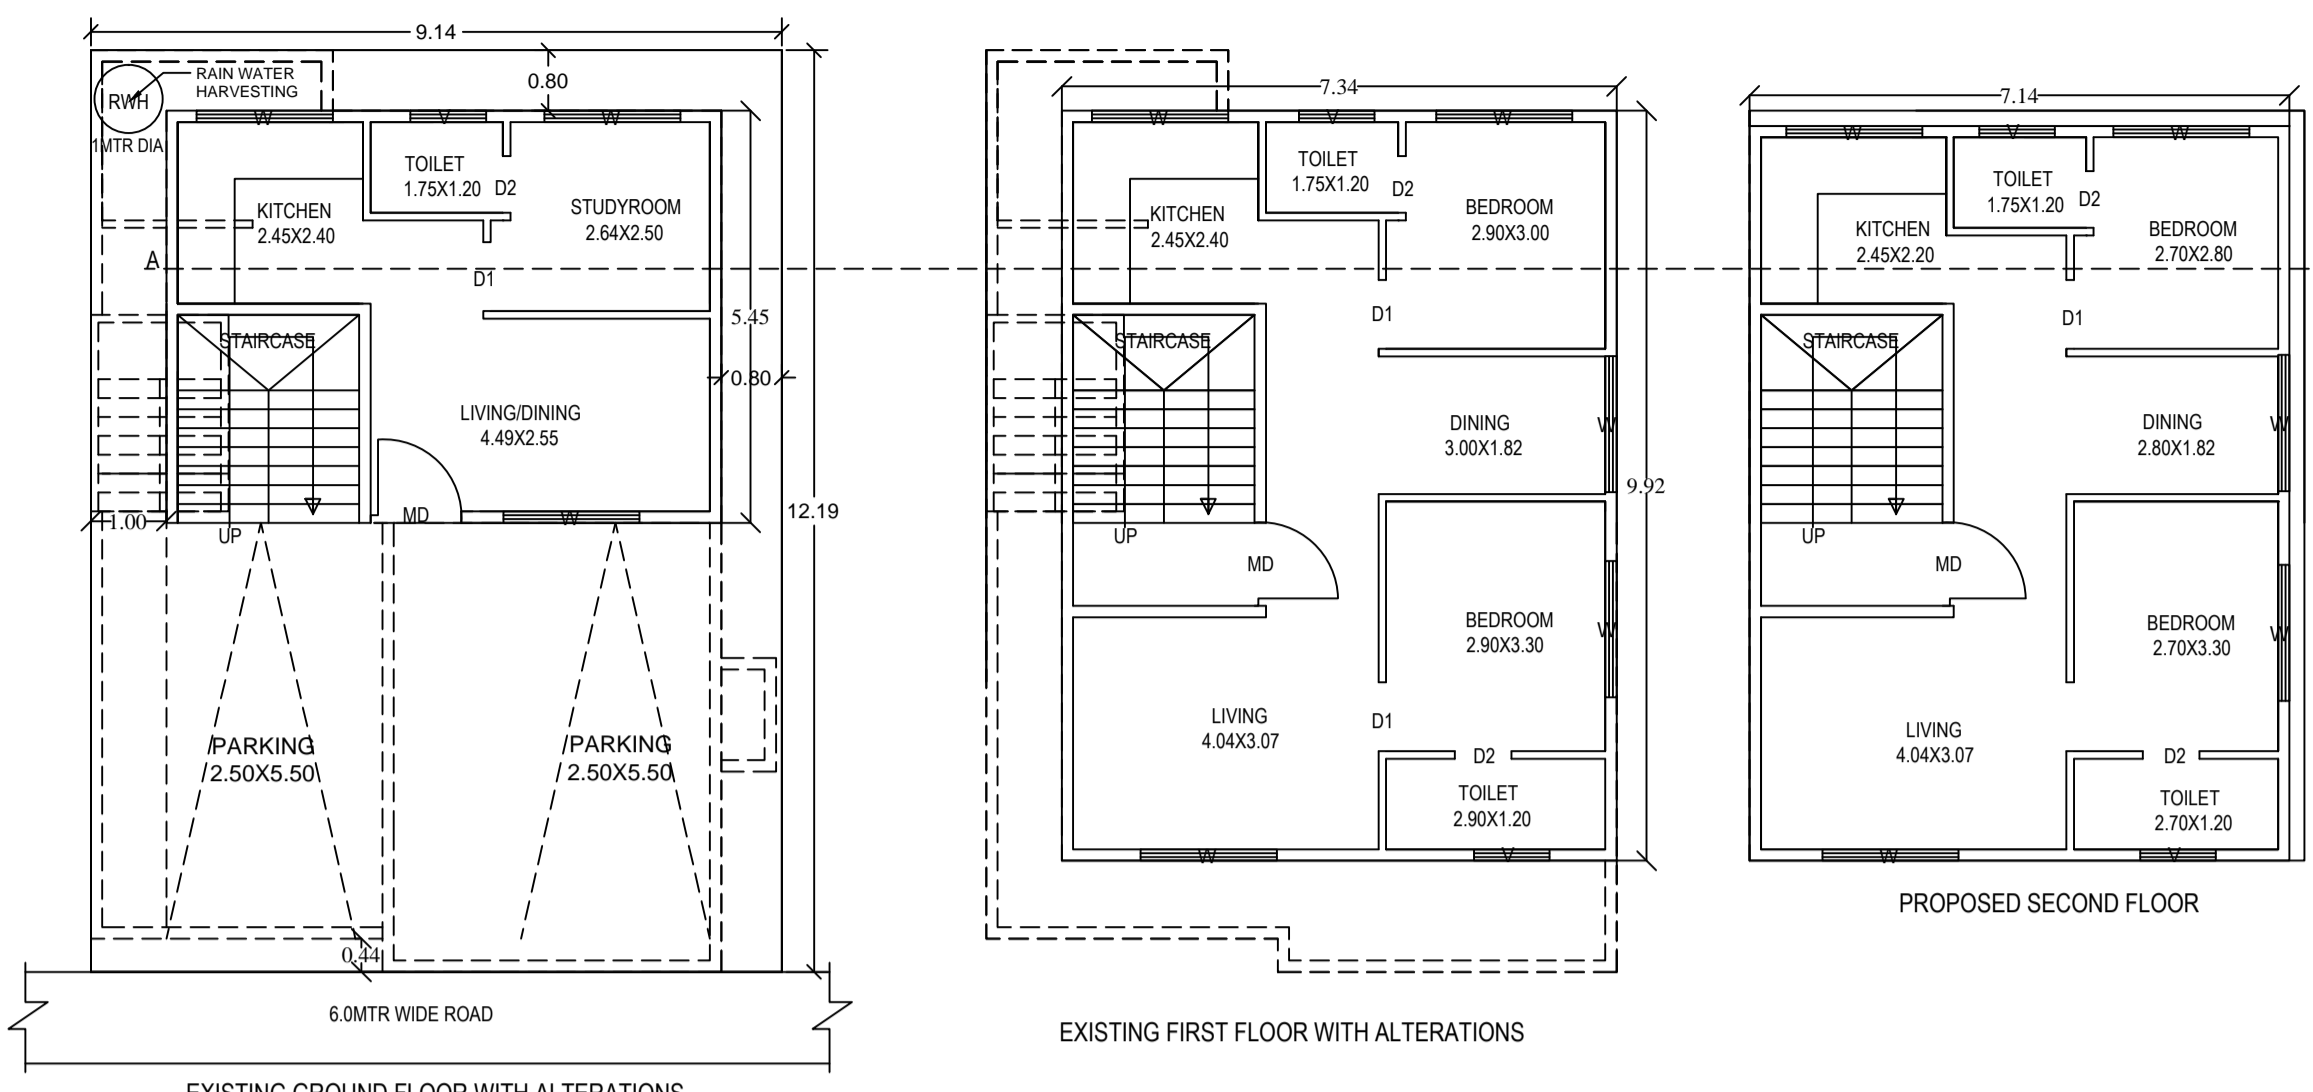 9.14
0.80
RAIN WATER
HARVESTING
RWH
1MTR DIA
W
V
W
TOILET
1.75X1.20
D2
KITCHEN
2.45X2.40
STUDYROOM
2.64X2.50
A
D1
5.45
STAIRCASE
0.80
LIVING/DINING
4.49X2.55
12.19
1.00
MD
W
UP
PARKING
2.50X5.50
PARKING
2.50X5.50
0.44
6.0MTR WIDE ROAD
EXISTING GROUND FLOOR WITH ALTERATIONS
7.34
W
V
W
TOILET
1.75X1.20
D2
KITCHEN
2.45X2.40
BEDROOM
2.90X3.00
D1
STAIRCASE
DINING
3.00X1.82
W
9.92
UP
MD
BEDROOM
2.90X3.30
W
LIVING
4.04X3.07
D1
D2
TOILET
2.90X1.20
W
V
EXISTING FIRST FLOOR WITH ALTERATIONS
7.14
W
V
W
TOILET
1.75X1.20
D2
KITCHEN
2.45X2.20
BEDROOM
2.70X2.80
D1
STAIRCASE
DINING
2.80X1.82
W
UP
MD
BEDROOM
2.70X3.30
W
LIVING
4.04X3.07
D2
TOILET
2.70X1.20
W
V
PROPOSED SECOND FLOOR